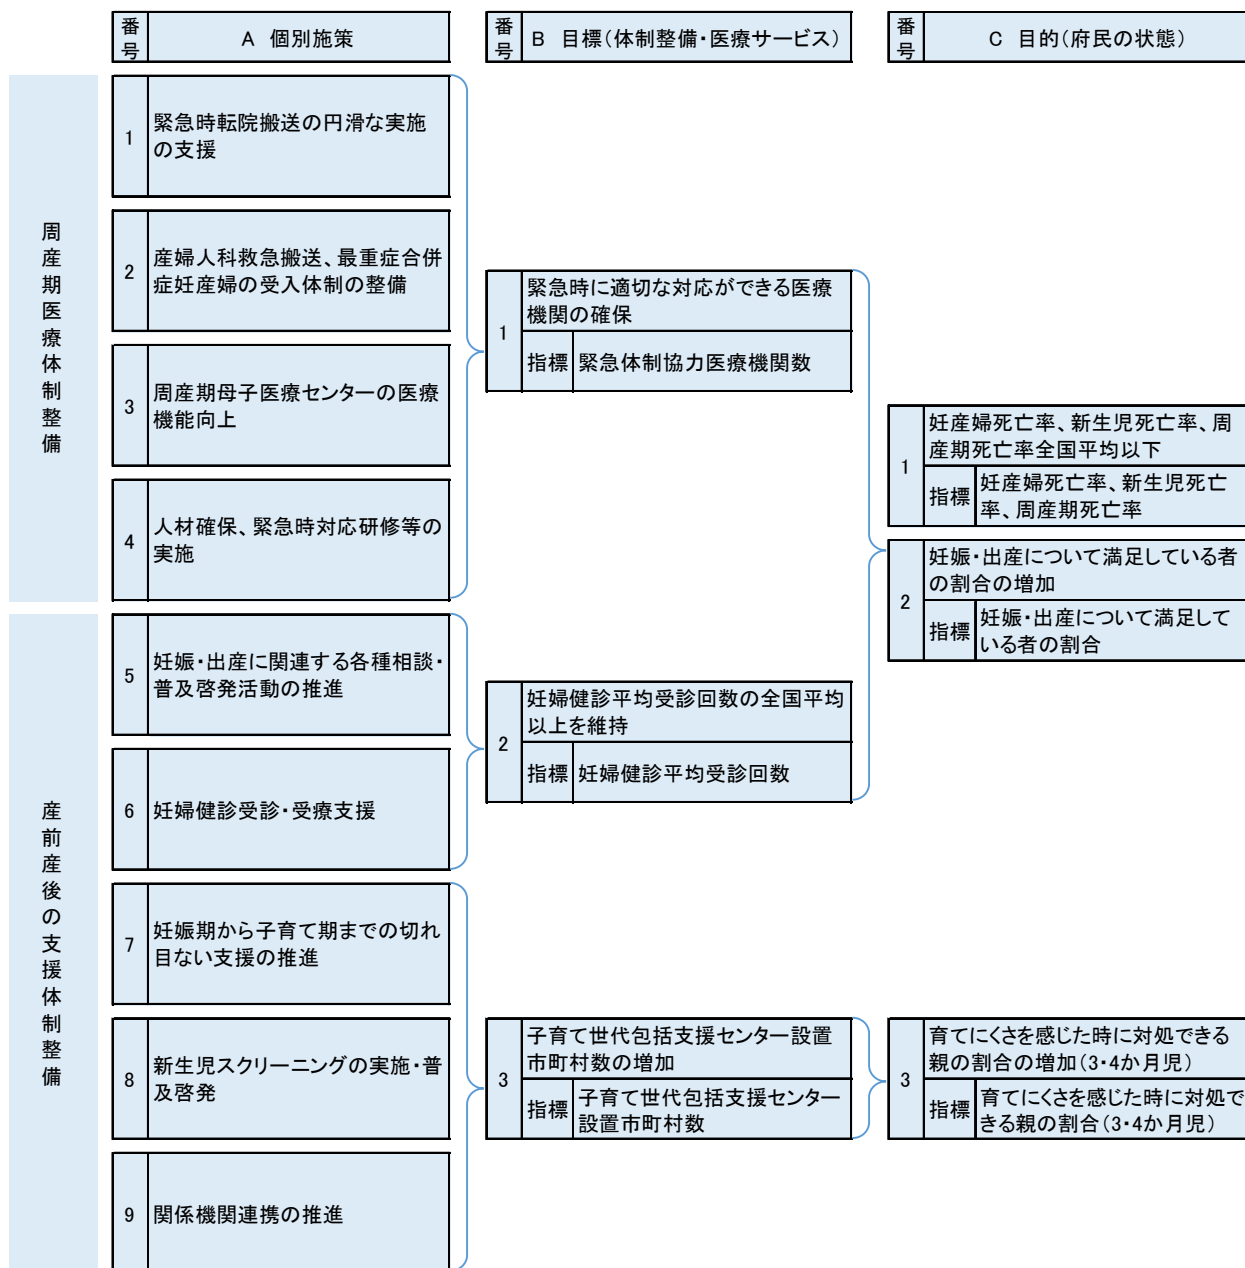 番号
A 個別施策
番号
B 目標(体制整備・医療サービス)
番号
C 目的(府民の状態)
周産期医療体制整備
1
緊急時転院搬送の円滑な実施
の支援
2
産婦人科救急搬送、最重症合併
症妊産婦の受入体制の整備
3
周産期母子医療センターの医療
機能向上
4
人材確保、緊急時対応研修等の
実施
産前産後の支援体制整備
5
妊娠・出産に関連する各種相談・
普及啓発活動の推進
6
妊婦健診受診・受療支援
7
妊娠期から子育て期までの切れ
目ない支援の推進
8
新生児スクリーニングの実施・普
及啓発
9
関係機関連携の推進
1
緊急時に適切な対応ができる医療
機関の確保
指標
緊急体制協力医療機関数
2
妊婦健診平均受診回数の全国平均
以上を維持
指標
妊婦健診平均受診回数
3
子育て世代包括支援センター設置
市町村数の増加
指標
子育て世代包括支援センター
設置市町村数
1
妊産婦死亡率、新生児死亡率、周
産期死亡率全国平均以下
指標
妊産婦死亡率、新生児死亡
率、周産期死亡率
2
妊娠・出産について満足している者
の割合の増加
指標
妊娠・出産について満足して
いる者の割合
3
育てにくさを感じた時に対処できる
親の割合の増加(3・4か月児)
指標
育てにくさを感じた時に対処で
きる親の割合(3・4か月児)